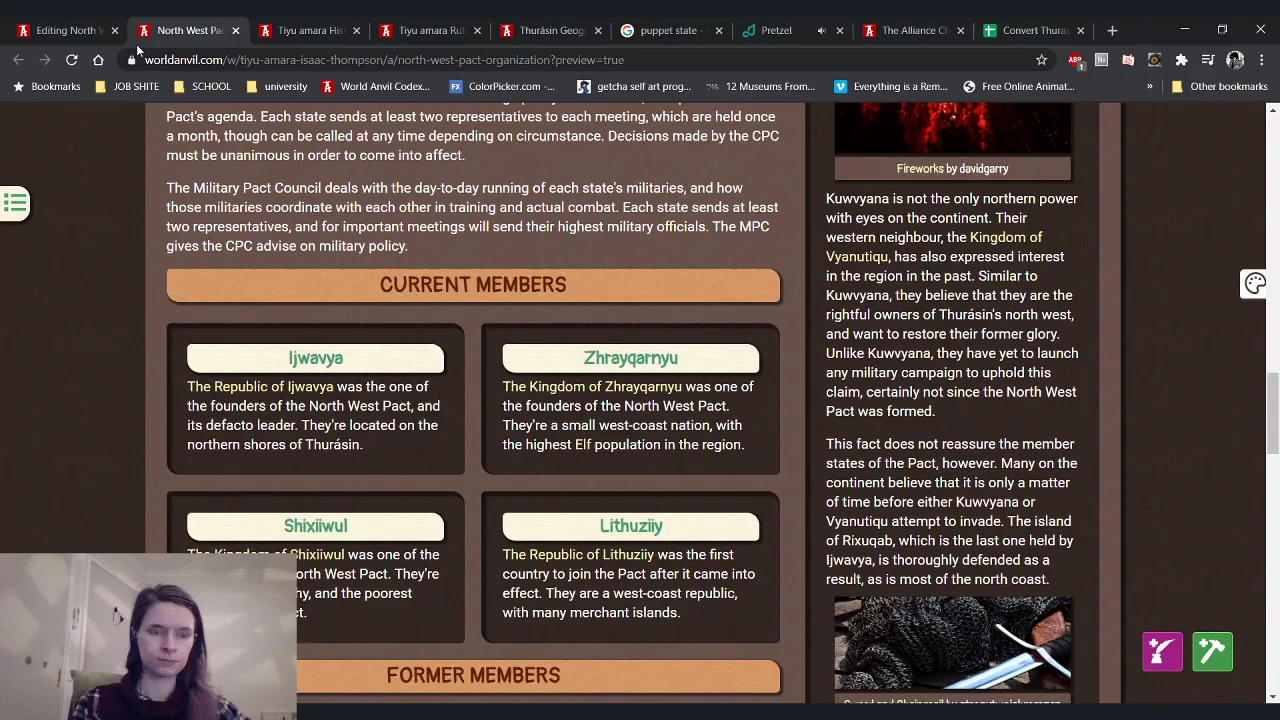 Editing North W
North West Pac
Tiyu amara His
Tiyu amara Rul
Thurásin Geog
puppet state -
Pretzel
The Alliance Ch
Convert Thuras
worldanvil.com/w/tiyu-amara-isaac-thompson/a/north-west-pact-organization?preview=true
Bookmarks
JOB SHITE
SCHOOL
university
World Anvil Codex...
ColorPicker.com -...
getcha self art prog...
12 Museums From...
Everything is a Rem...
Free Online Animat...
»
Other bookmarks
Pact's agenda. Each state sends at least two representatives to each meeting, which are held once
a month, though can be called at any time depending on circumstance. Decisions made by the CPC
must be unanimous in order to come into affect.
The Military Pact Council deals with the day-to-day running of each state's militaries, and how
those militaries coordinate with each other in training and actual combat. Each state sends at least
two representatives, and for important meetings will send their highest military officials. The MPC
gives the CPC advise on military policy.
CURRENT MEMBERS
Ijwavya
The Republic of Ijwavya was the one of
the founders of the North West Pact, and
its defacto leader. They're located on the
northern shores of Thurásin.
Zhrayqarnyu
The Kingdom of Zhrayqarnyu was one of
the founders of the North West Pact.
They're a small west-coast nation, with
the highest Elf population in the region.
Shixiiwul
The Kingdom of Shixiiwul was one of the
orth West Pact. They're
ny, and the poorest
ct.
Lithuziiy
The Republic of Lithuziiy was the first
country to join the Pact after it came into
effect. They are a west-coast republic,
with many merchant islands.
FORMER MEMBERS
Fireworks by davidgarry
Kuwvyana is not the only northern power
with eyes on the continent. Their
western neighbour, the Kingdom of
Vyanutiqu, has also expressed interest
in the region in the past. Similar to
Kuwvyana, they believe that they are the
rightful owners of Thurásin's north west,
and want to restore their former glory.
Unlike Kuwvyana, they have yet to launch
any military campaign to uphold this
claim, certainly not since the North West
Pact was formed.
This fact does not reassure the member
states of the Pact, however. Many on the
continent believe that it is only a matter
of time before either Kuwvyana or
Vyanutiqu attempt to invade. The island
of Rixuqab, which is the last one held by
Ijwavya, is thoroughly defended as a
result, as is most of the north coast.